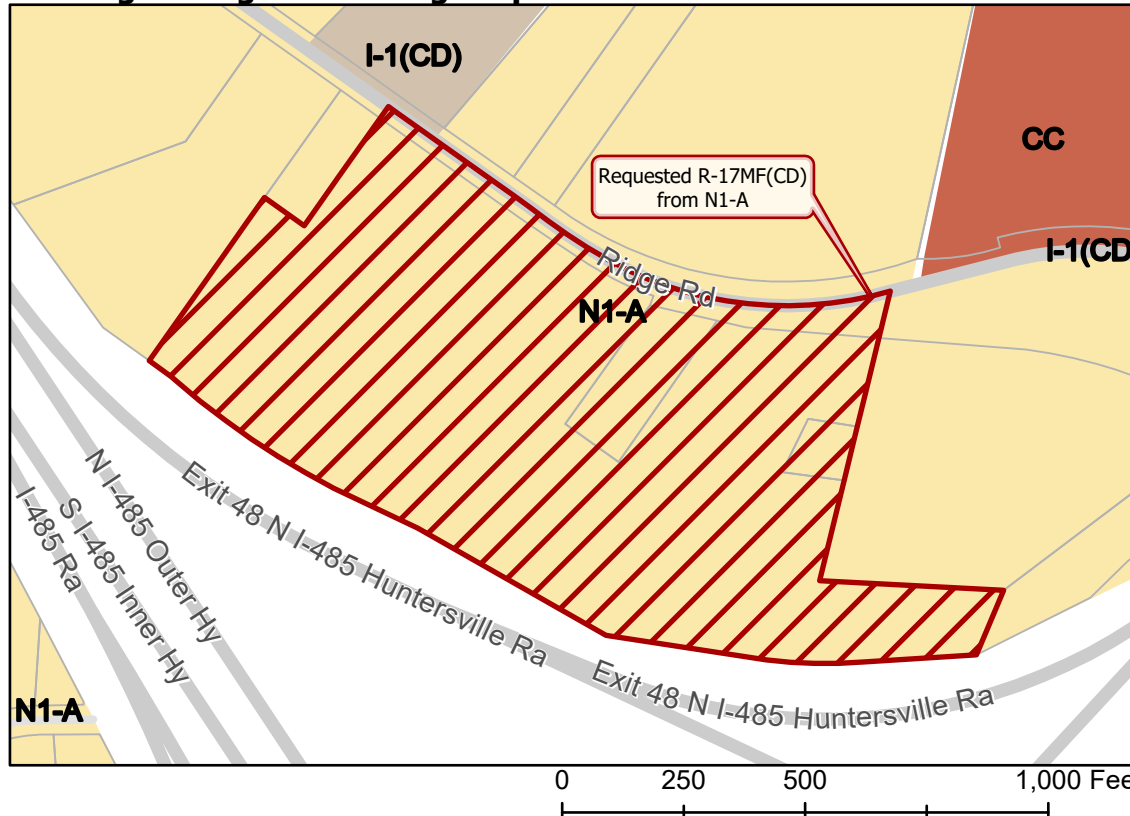 I-1(CD)
CC
Requested R-17MF(CD)
from N1-A
I-1(CD
Ridge Rd
N1-A
N I-485 Outer Hy
S I-485 Inner Hy
I-485 Ra
Exit 48 N I-485 Huntersville Ra
Exit 48 N I-485 Huntersville Ra
N1-A
0 250 500 1,000 Fee